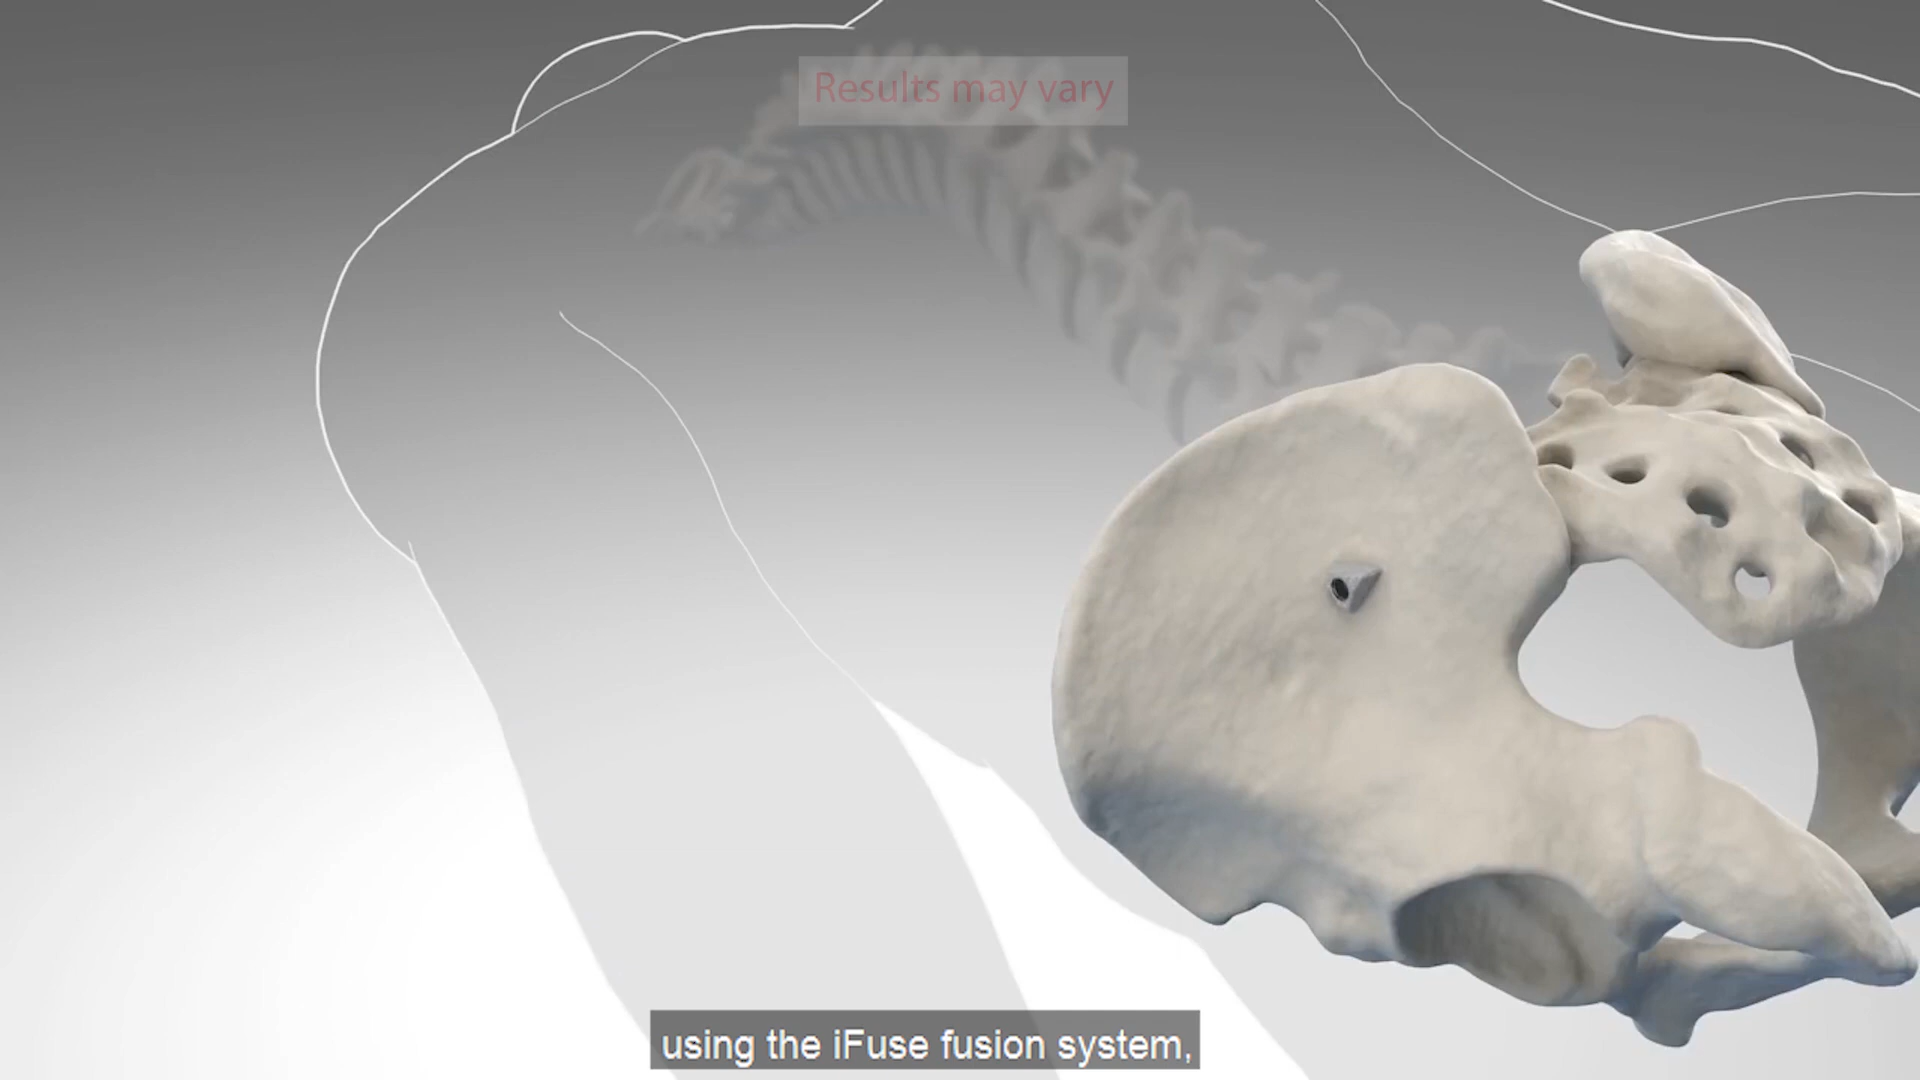 Results may vary
using the iFuse fusion system,